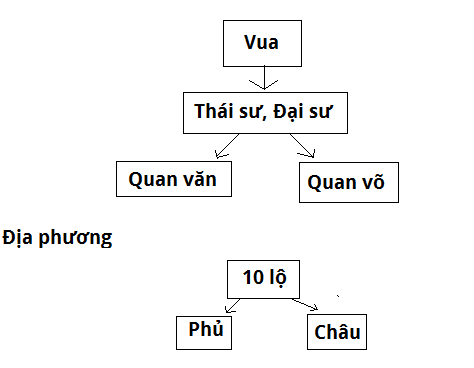 Vua
Thái sư, Đại sư
Quan văn
Quan võ
Địa phương
10 lộ
Phủ
Châu